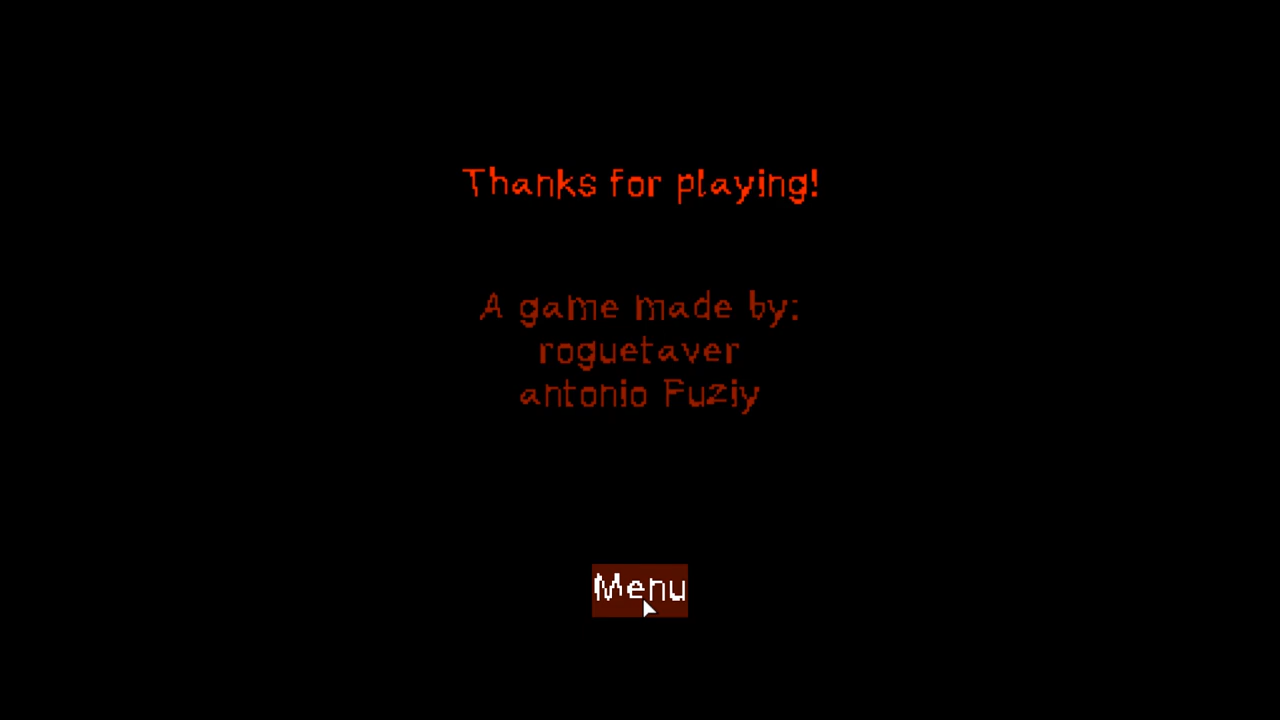 Thanks for playing!
A game made by:
roguetaver
antonio Fuziy
Menu